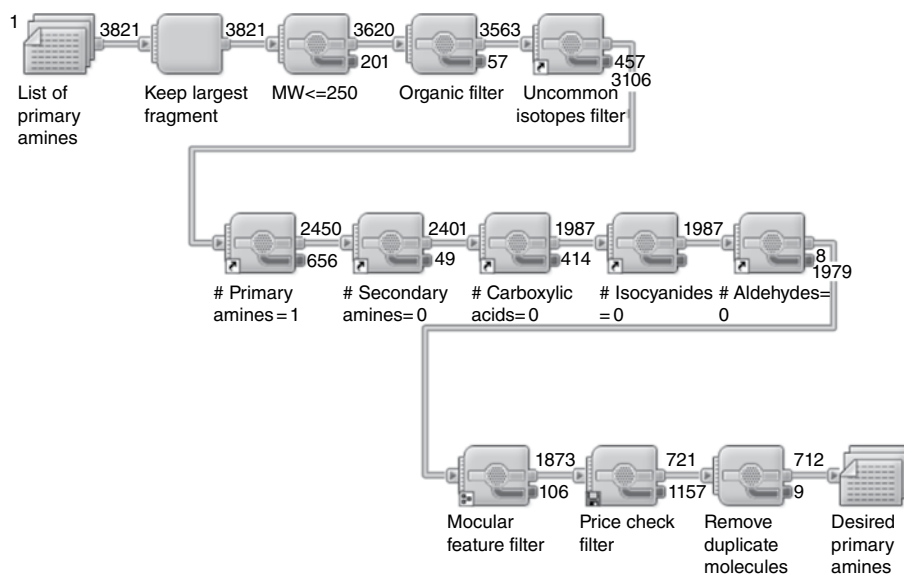 1
3821
3821
3620
201
3563
57
457
3106
List of
primary
amines
Keep largest
fragment
MW<=250
Organic filter
Uncommon
isotopes filter
2450
656
2401
49
1987
414
1987
8
1979
# Primary
amines = 1
# Secondary
amines= 0
# Carboxylic
acids= 0
# Isocyanides
= 0
# Aldehydes=
0
1873
106
721
1157
712
9
Mocular
feature filter
Price check
filter
Remove
duplicate
molecules
Desired
primary
amines